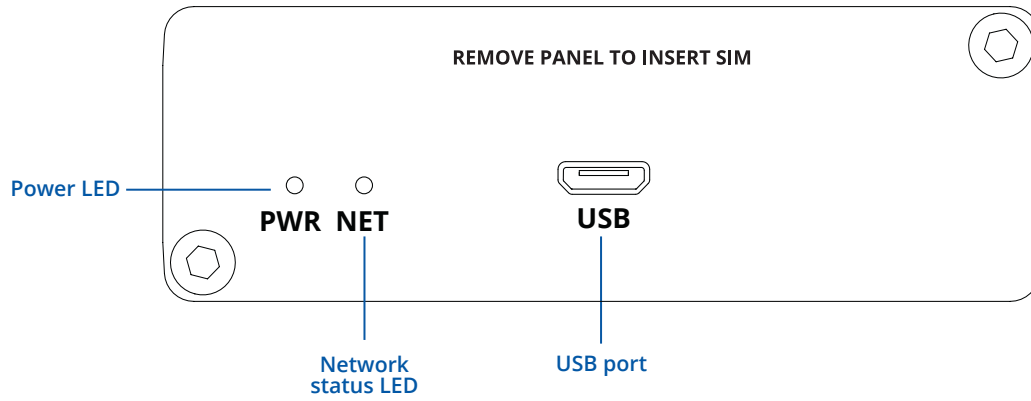 REMOVE PANEL TO INSERT SIM
Power LED
PWR NET
USB
Network
status LED
USB port